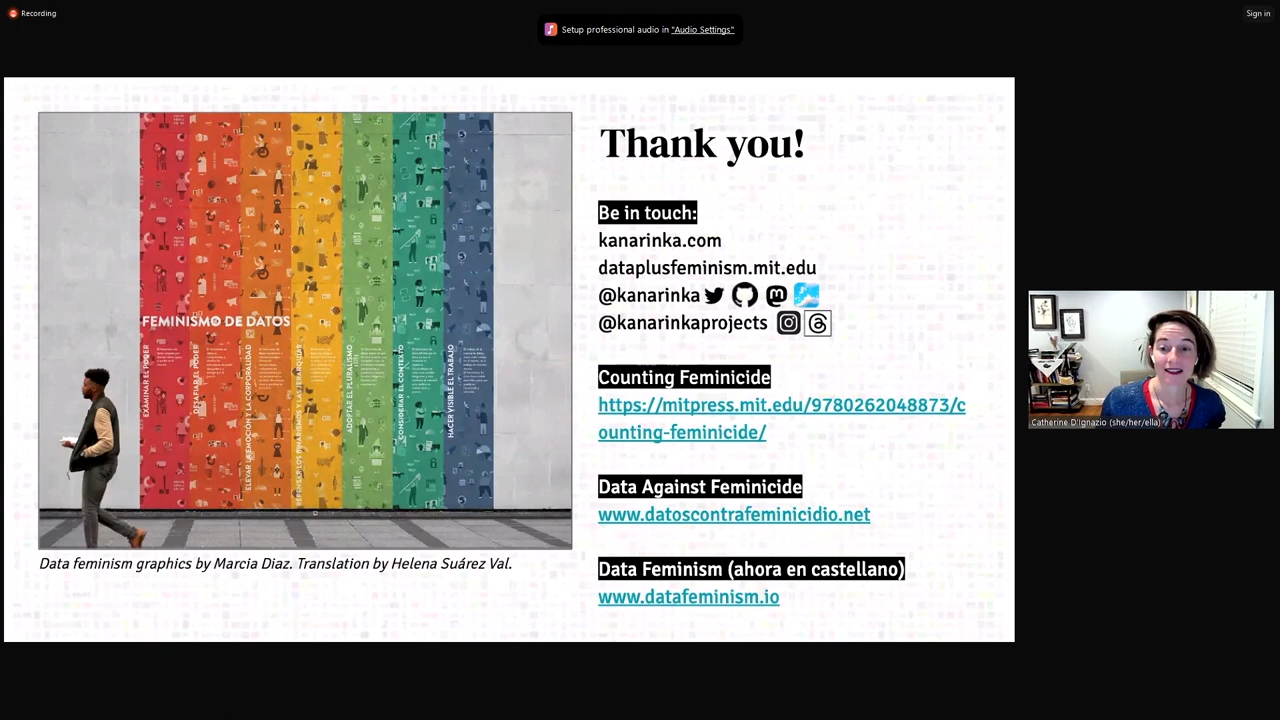 Recording
Setup professional audio in "Audio Settings"
Sign in
FEMINISMO DE DATOS
EXAMINAR EL PODER
DESAFIAR EL PODER
ELEVAR LA EMOCIÓN Y LA CORPORALIDAD
REPENSAR LOS BINARISMOS Y LAS JERARQUÍAS
ADOPTAR EL PLURALISMO
CONSIDERAR EL CONTEXTO
HACER VISIBLE EL TRABAJO
Data feminism graphics by Marcia Diaz. Translation by Helena Suárez Val.
Thank you!
Be in touch:
kanarinka.com
dataplusfeminism.mit.edu
@kanarinka
@kanarinkaprojects
Counting Feminicide
https://mitpress.mit.edu/9780262048873/c
ounting-feminicide/
Data Against Feminicide
www.datoscontrafeminicidio.net
Data Feminism (ahora en castellano)
www.datafeminism.io
Catherine D'Ignazio (she/her/ella)